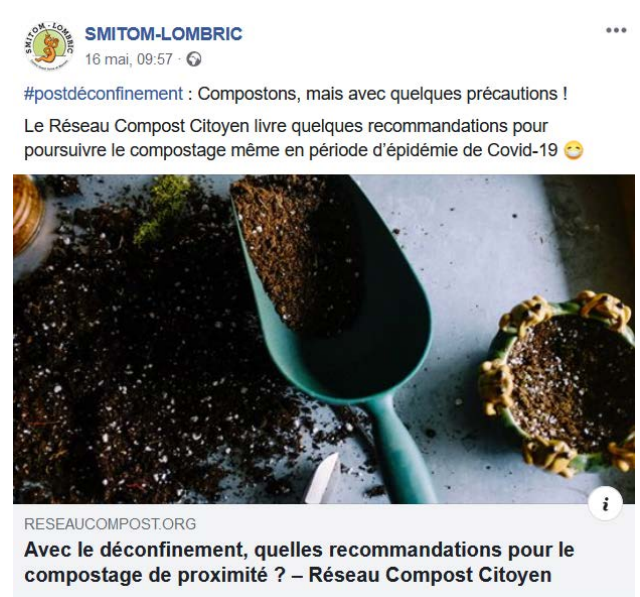 SMITOM-LOMBRIC
SMITOM-LOMBRIC
16 mai, 09:57 ·
#postdéconfinement : Compostons, mais avec quelques précautions !
Le Réseau Compost Citoyen livre quelques recommandations pour
poursuivre le compostage même en période d’épidémie de Covid-19 😷
i
RESEAUCOMPOST.ORG
Avec le déconfinement, quelles recommandations pour le
compostage de proximité ? – Réseau Compost Citoyen